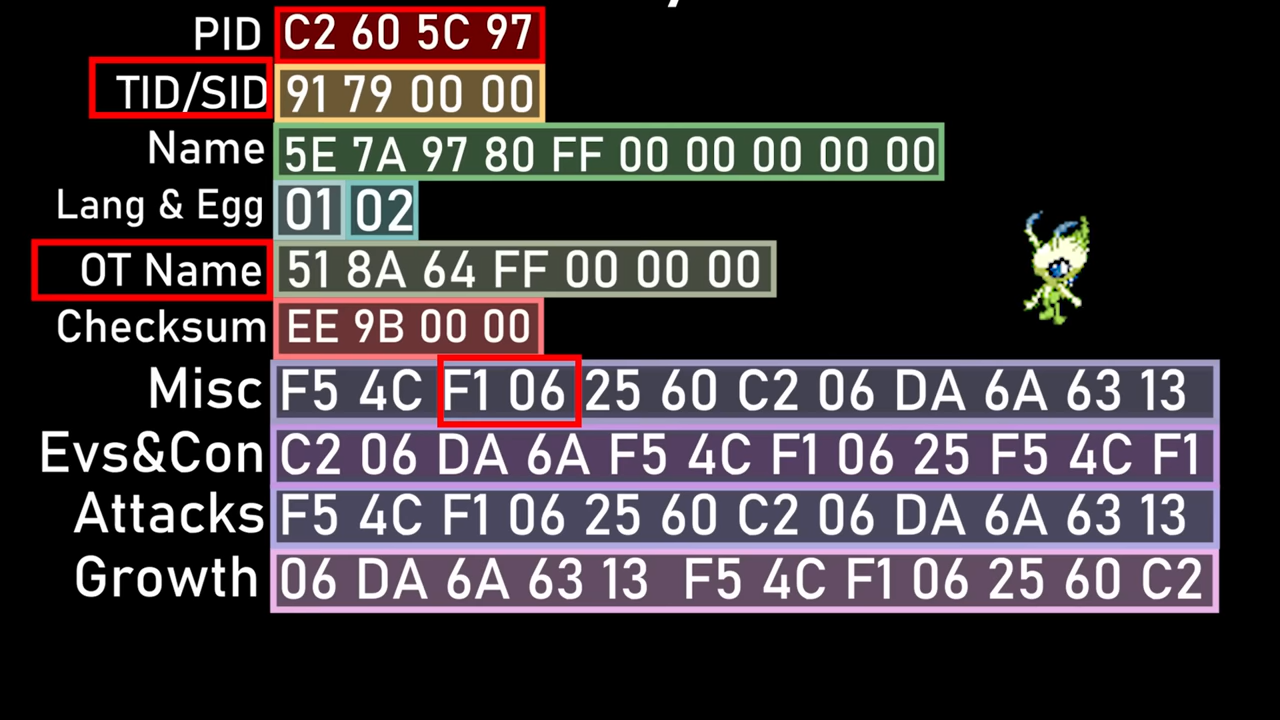 PID C2 60 5C 97
TID/SID 91 79 00 00
Name 5E 7A 97 80 FF 00 00 00 00 00
Lang & Egg 01 02
OT Name 51 8A 64 FF 00 00 00
Checksum EE 9B 00 00
Misc F5 4C F1 06 25 60 C2 06 DA 6A 63 13
Evs&Con C2 06 DA 6A F5 4C F1 06 25 F5 4C F1
Attacks F5 4C F1 06 25 60 C2 06 DA 6A 63 13
Growth 06 DA 6A 63 13 F5 4C F1 06 25 60 C2